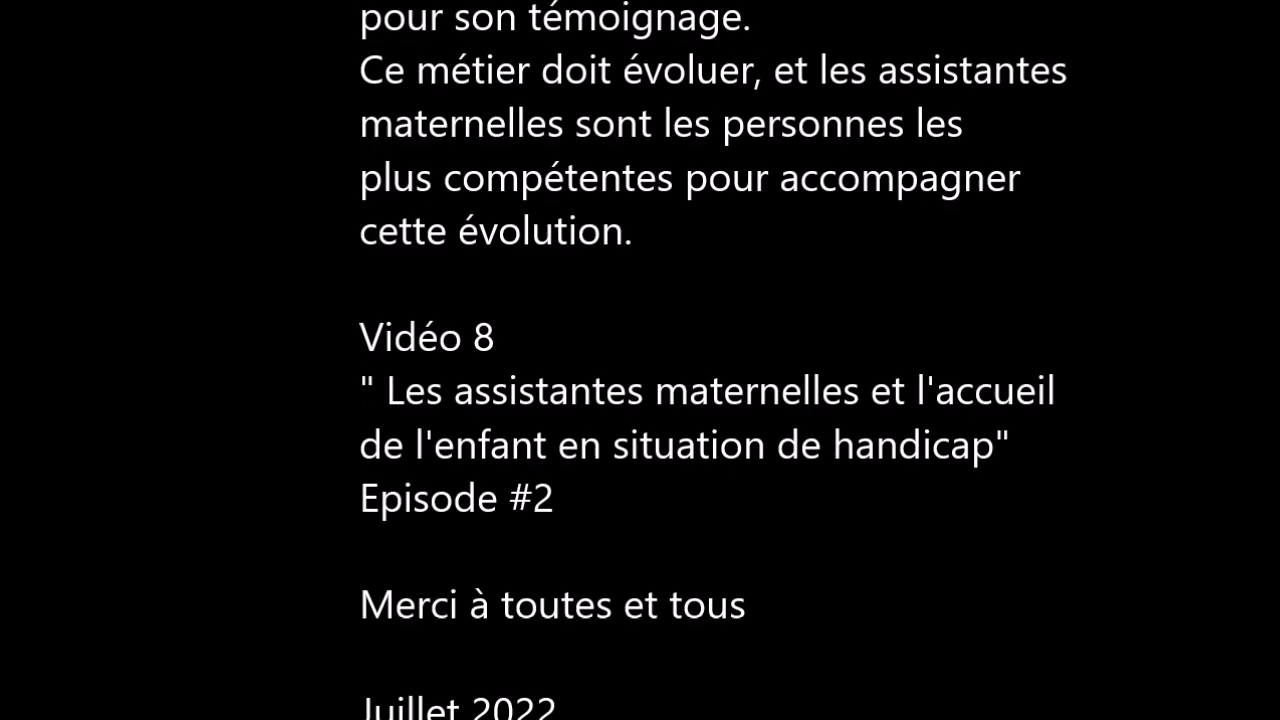 pour son témoignage.
Ce métier doit évoluer, et les assistantes
maternelles sont les personnes les
plus compétentes pour accompagner
cette évolution.
Vidéo 8
" Les assistantes maternelles et l'accueil
de l'enfant en situation de handicap"
Episode #2
Merci à toutes et tous
Juillet 2022